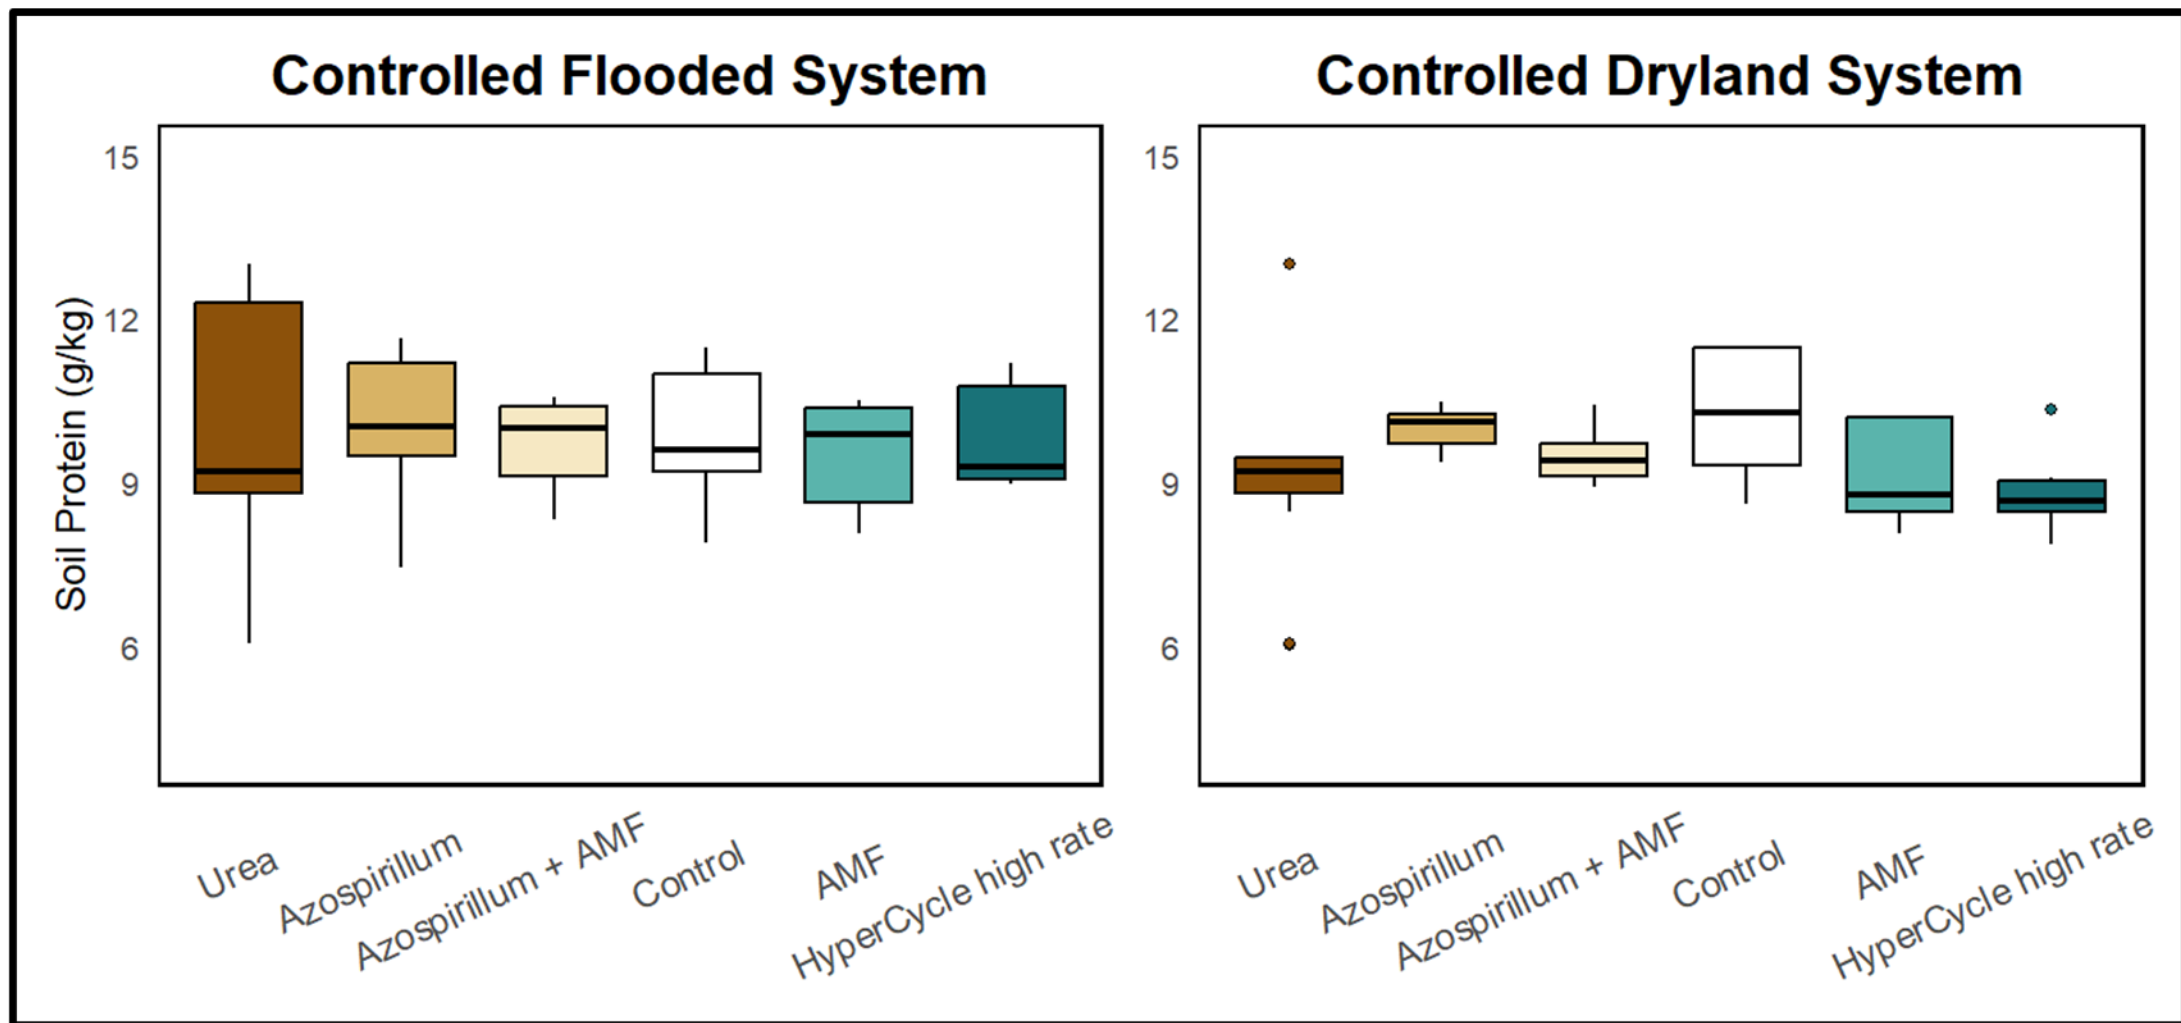 Controlled Flooded System
Controlled Dryland System
Soil Protein (g/kg)
15
12
9
6
15
12
9
6
Urea
Azospirillum
Azospirillum + AMF
Control
AMF
HyperCycle high rate
Urea
Azospirillum
Azospirillum + AMF
Control
AMF
HyperCycle high rate